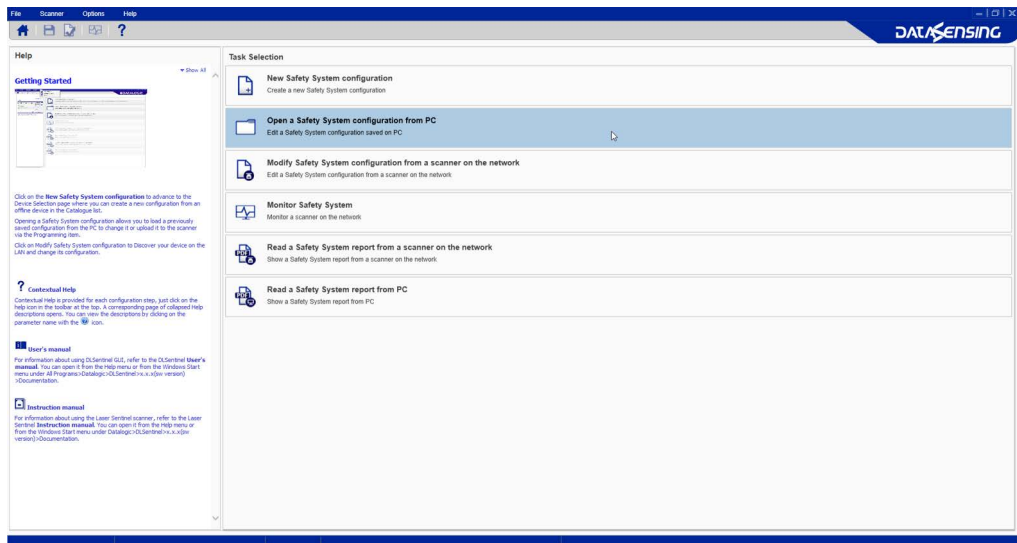 File Scanner Options Help
DATASENSING
Help
Show All
Getting Started
Click on the New Safety System configuration to advance to the
Device Selection page where you can create a new configuration from an
offline device in the Catalogue list.
Opening a Safety System configuration allows you to load a previously
saved configuration from the PC to change it or upload it to the scanner
via the Programming item.
Click on Modify Safety System configuration to Discover your device on the
LAN and change its configuration.
? Contextual Help
Contextual Help is provided for each configuration step, just click on the
help icon in the toolbar at the top. A corresponding page of collapsed Help
descriptions opens. You can view the descriptions by clicking on the
parameter name with the icon.
User's manual
For information about using DLSentinel GUI, refer to the DLSentinel User's
manual. You can open it from the Help menu or from the Windows Start
menu under All Programs>Datalogic>DLSentinel>x.x.x(sw version)
>Documentation.
Instruction manual
For information about using the Laser Sentinel scanner, refer to the Laser
Sentinel Instruction manual. You can open it from the Help menu or
from the Windows Start menu under Datalogic>DLSentinel>x.x.x(sw
version)>Documentation.
Task Selection
New Safety System configuration
Create a new Safety System configuration
Open a Safety System configuration from PC
Edit a Safety System configuration saved on PC
Modify Safety System configuration from a scanner on the network
Edit a Safety System configuration from a scanner on the network
Monitor Safety System
Monitor a scanner on the network
PDF
Read a Safety System report from a scanner on the network
Show a Safety System report from a scanner on the network
PDF
Read a Safety System report from PC
Show a Safety System report from PC